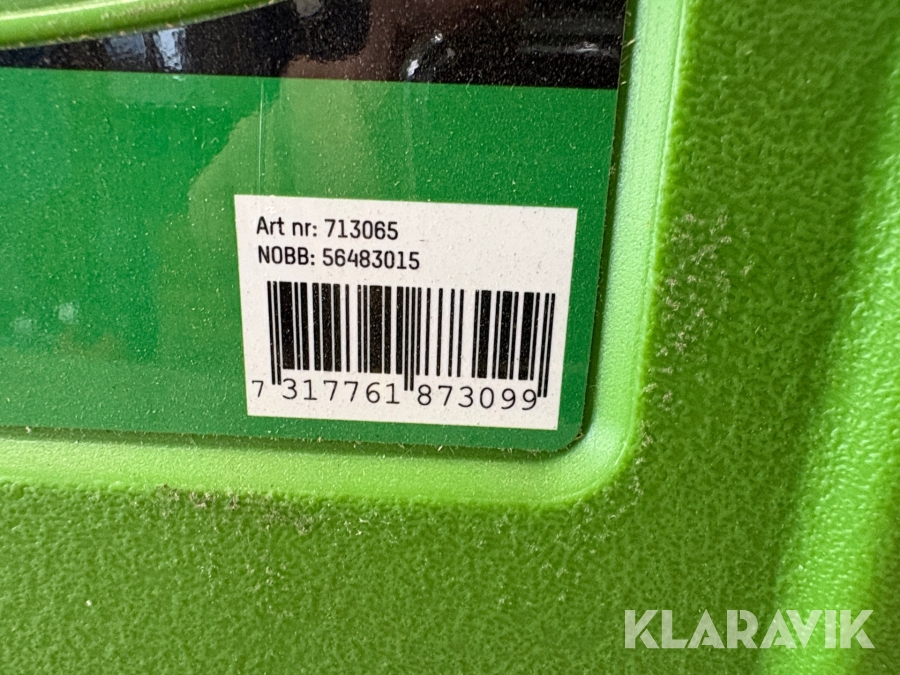 Art nr: 713065
NOBB: 56483015
7 317761 873099
KLARAVIK